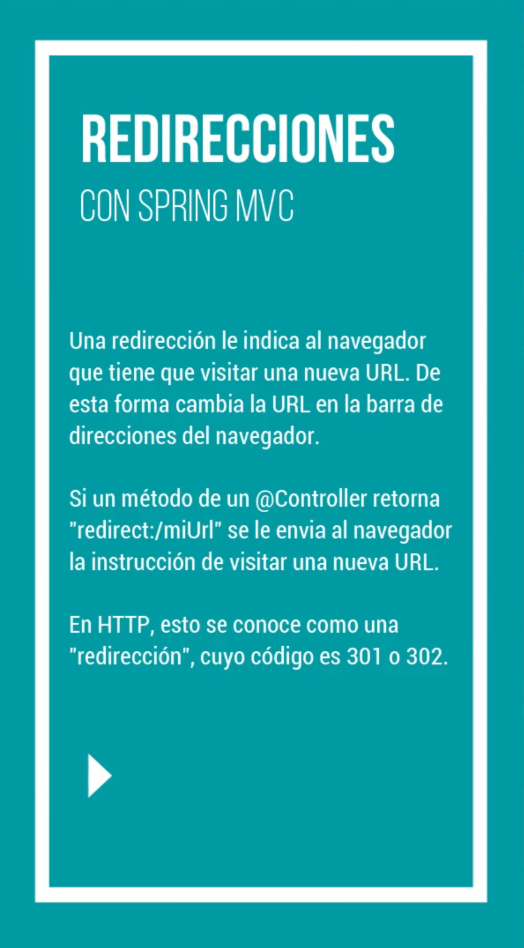 REDIRECCIONES
CON SPRING MVC
Una redirección le indica al navegador
que tiene que visitar una nueva URL. De
esta forma cambia la URL en la barra de
direcciones del navegador.
Si un método de un @Controller retorna
"redirect:/miUrl" se le envia al navegador
la instrucción de visitar una nueva URL.
En HTTP, esto se conoce como una
"redirección", cuyo código es 301 o 302.